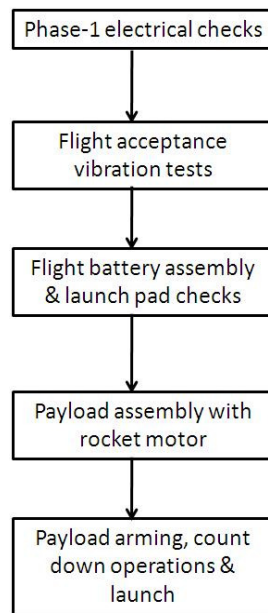 Phase-1 electrical checks
Flight acceptance
vibration tests
Flight battery assembly
& launch pad checks
Payload assembly with
rocket motor
Payload arming, count
down operations &
launch